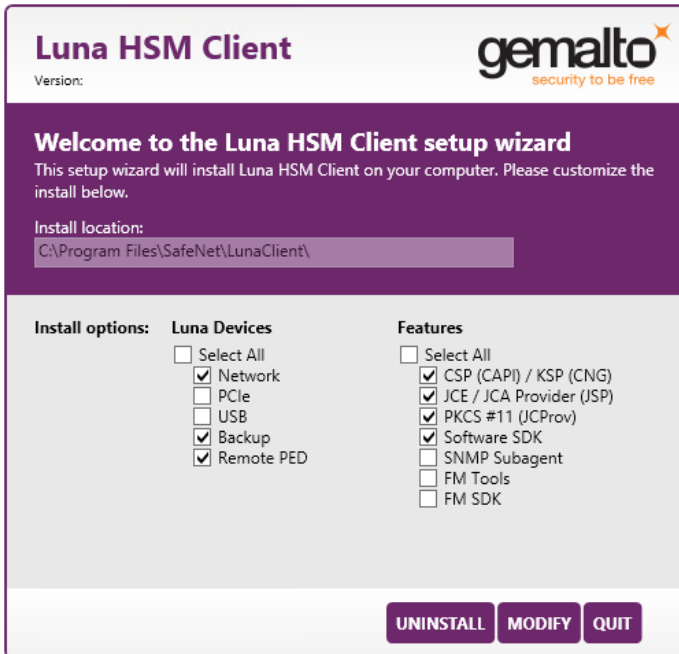 Luna HSM Client
Version:
gemalto
security to be free
Welcome to the Luna HSM Client setup wizard
This setup wizard will install Luna HSM Client on your computer. Please customize the
install below.
Install location:
C:\Program Files\SafeNet\LunaClient\
Install options:
Luna Devices
Select All
Network
PCIe
USB
Backup
Remote PED
Features
Select All
CSP (CAPI) / KSP (CNG)
JCE / JCA Provider (JSP)
PKCS #11 (JCProv)
Software SDK
SNMP Subagent
FM Tools
FM SDK
UNINSTALL
MODIFY
QUIT